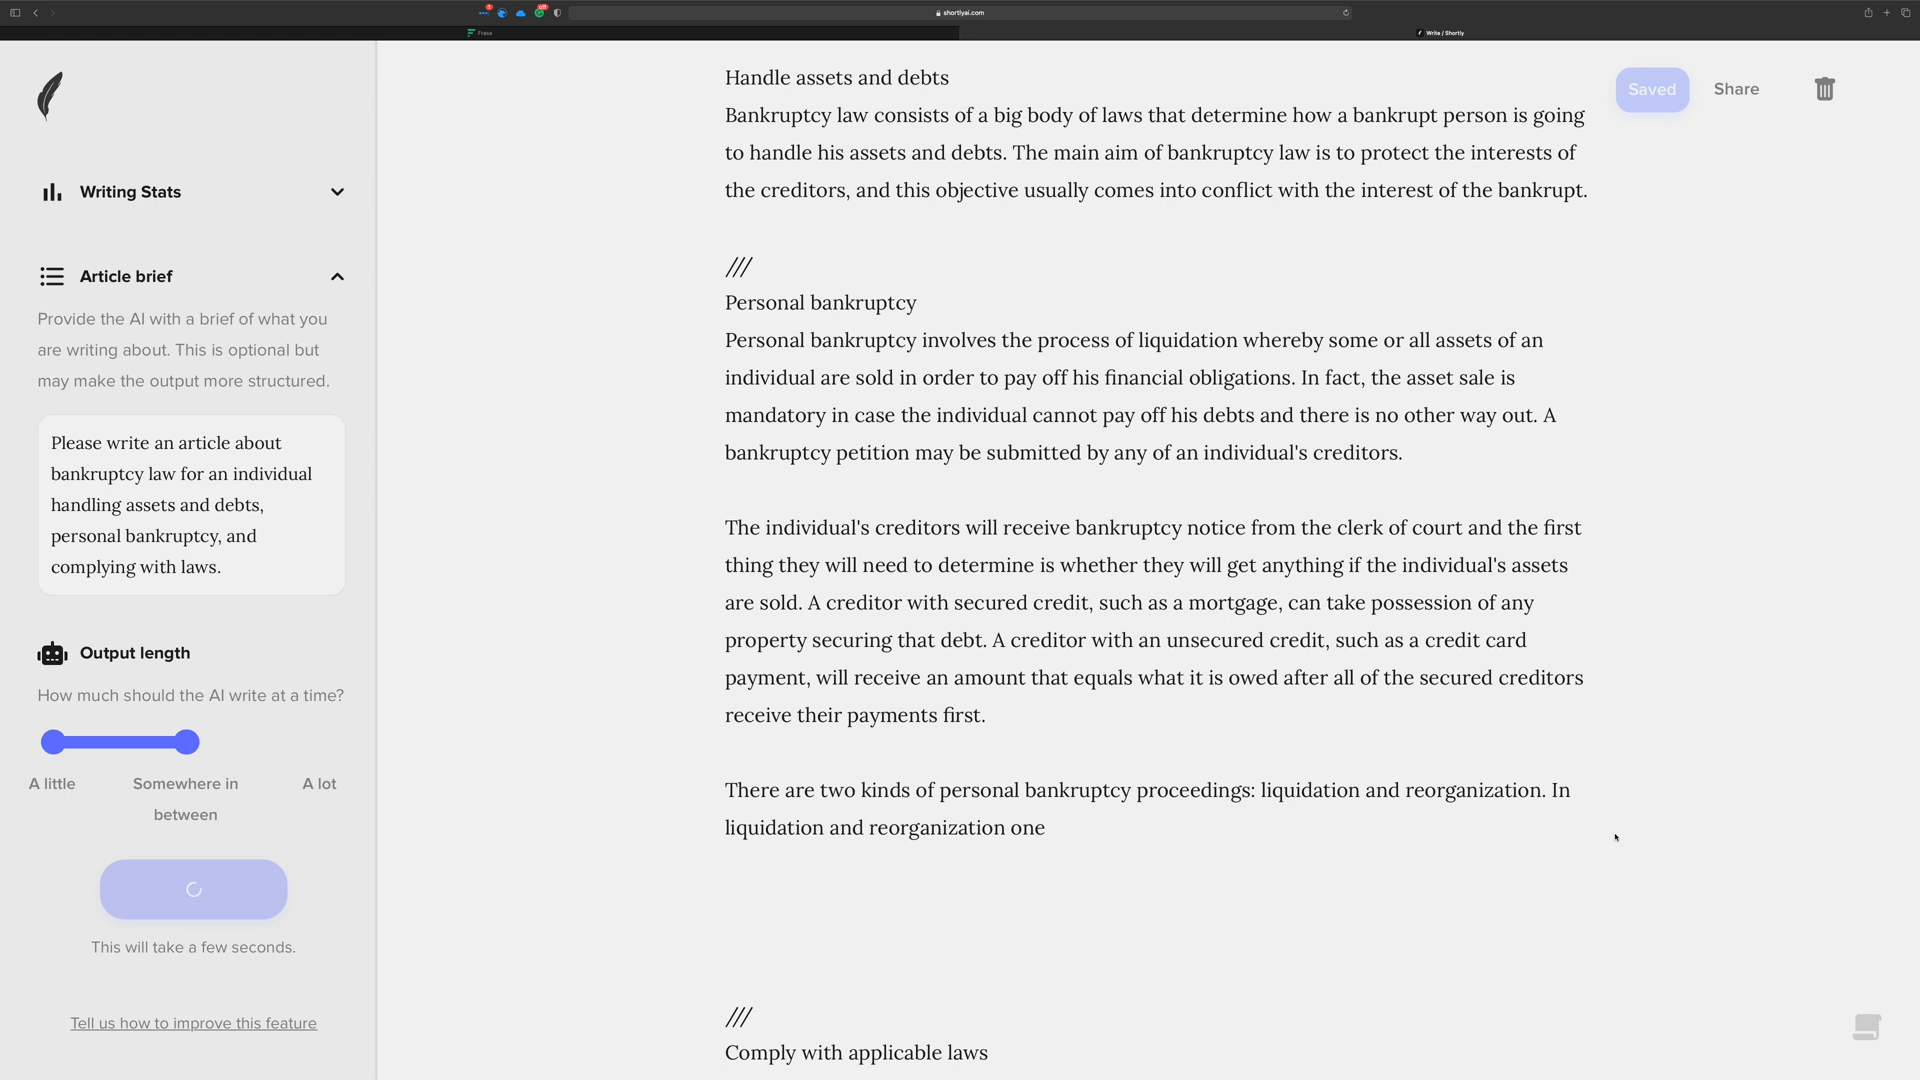 shortlyai.com
Frase
Write / Shortly
Writing Stats
Article brief
Provide the AI with a brief of what you
are writing about. This is optional but
may make the output more structured.
Please write an article about
bankruptcy law for an individual
handling assets and debts,
personal bankruptcy, and
complying with laws.
Output length
How much should the AI write at a time?
A little
Somewhere in
between
A lot
This will take a few seconds.
Tell us how to improve this feature
Handle assets and debts
Bankruptcy law consists of a big body of laws that determine how a bankrupt person is going
to handle his assets and debts. The main aim of bankruptcy law is to protect the interests of
the creditors, and this objective usually comes into conflict with the interest of the bankrupt.
///
Personal bankruptcy
Personal bankruptcy involves the process of liquidation whereby some or all assets of an
individual are sold in order to pay off his financial obligations. In fact, the asset sale is
mandatory in case the individual cannot pay off his debts and there is no other way out. A
bankruptcy petition may be submitted by any of an individual's creditors.
The individual's creditors will receive bankruptcy notice from the clerk of court and the first
thing they will need to determine is whether they will get anything if the individual's assets
are sold. A creditor with secured credit, such as a mortgage, can take possession of any
property securing that debt. A creditor with an unsecured credit, such as a credit card
payment, will receive an amount that equals what it is owed after all of the secured creditors
receive their payments first.
There are two kinds of personal bankruptcy proceedings: liquidation and reorganization. In
liquidation and reorganization one
///
Comply with applicable laws
Saved
Share